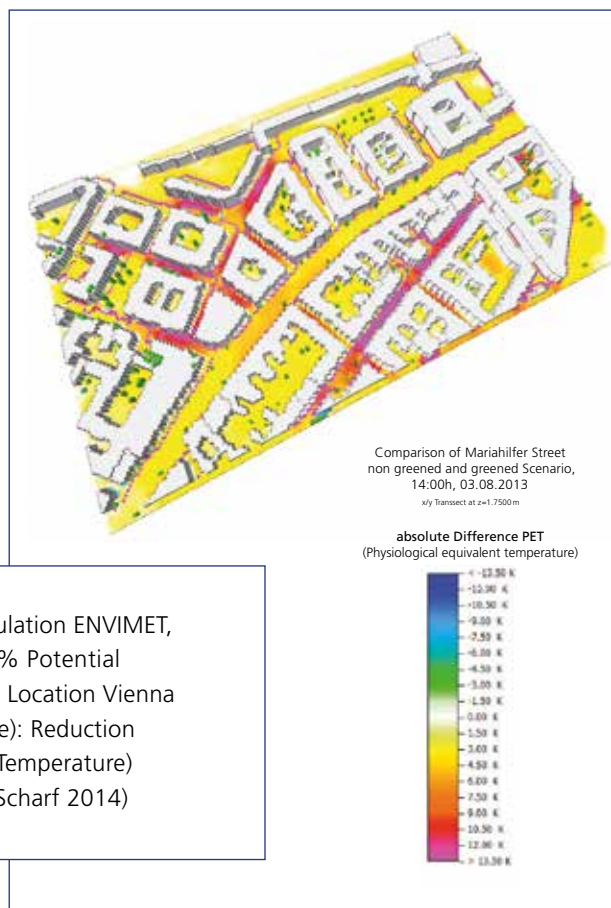 Comparison of Mariahilfer Street
non greened and greened Scenario,
14:00h, 03.08.2013
x/y Transsect at z=1.7500m
absolute Difference PET
(Physiological equivalent temperature)
< -13.50 K
-12.00 K
-10.50 K
-9.00 K
-7.50 K
-6.00 K
-4.50 K
-3.00 K
-1.50 K
0.00 K
1.50 K
3.00 K
4.50 K
6.00 K
7.50 K
9.00 K
10.50 K
12.00 K
> 13.50 K
ulation ENVIMET,
% Potential
Location Vienna
e): Reduction
Temperature)
Scharf 2014)